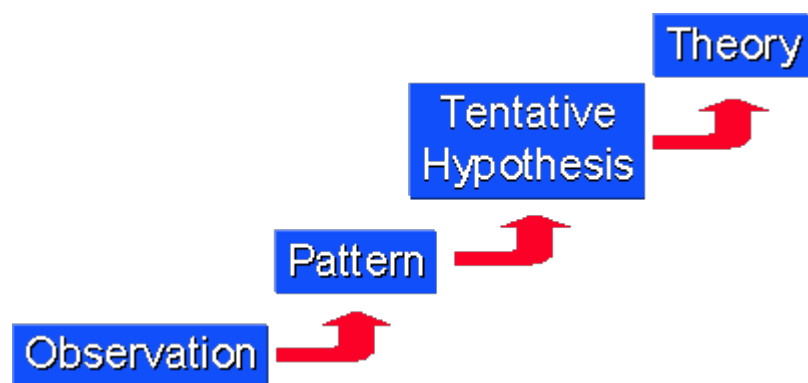 Theory
Tentative
Hypothesis
Pattern
Observation